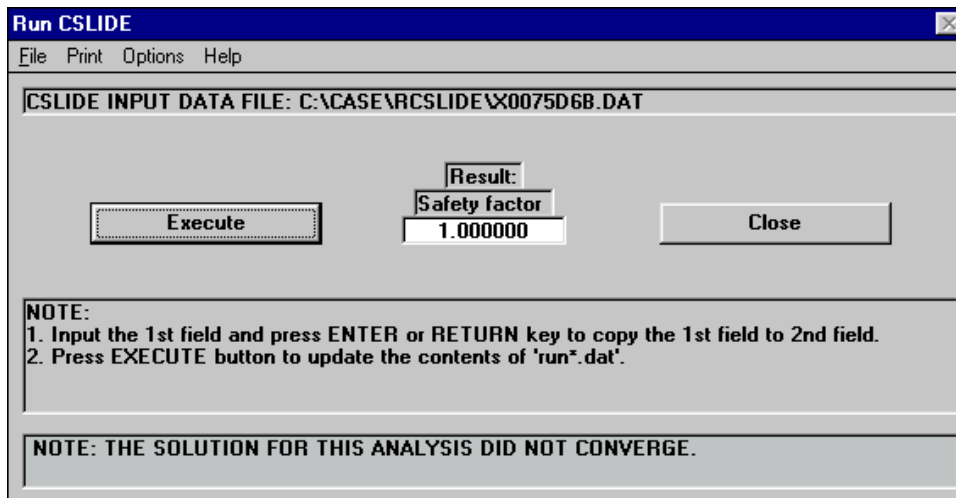 Run CSLIDE
File Print Options Help
CSLIDE INPUT DATA FILE: C:\CASE\RCSLIDE\X0075D6B.DAT
Result:
Safety factor
Execute 1.000000 Close
NOTE:
1. Input the 1st field and press ENTER or RETURN key to copy the 1st field to 2nd field.
2. Press EXECUTE button to update the contents of 'run*.dat'.
NOTE: THE SOLUTION FOR THIS ANALYSIS DID NOT CONVERGE.